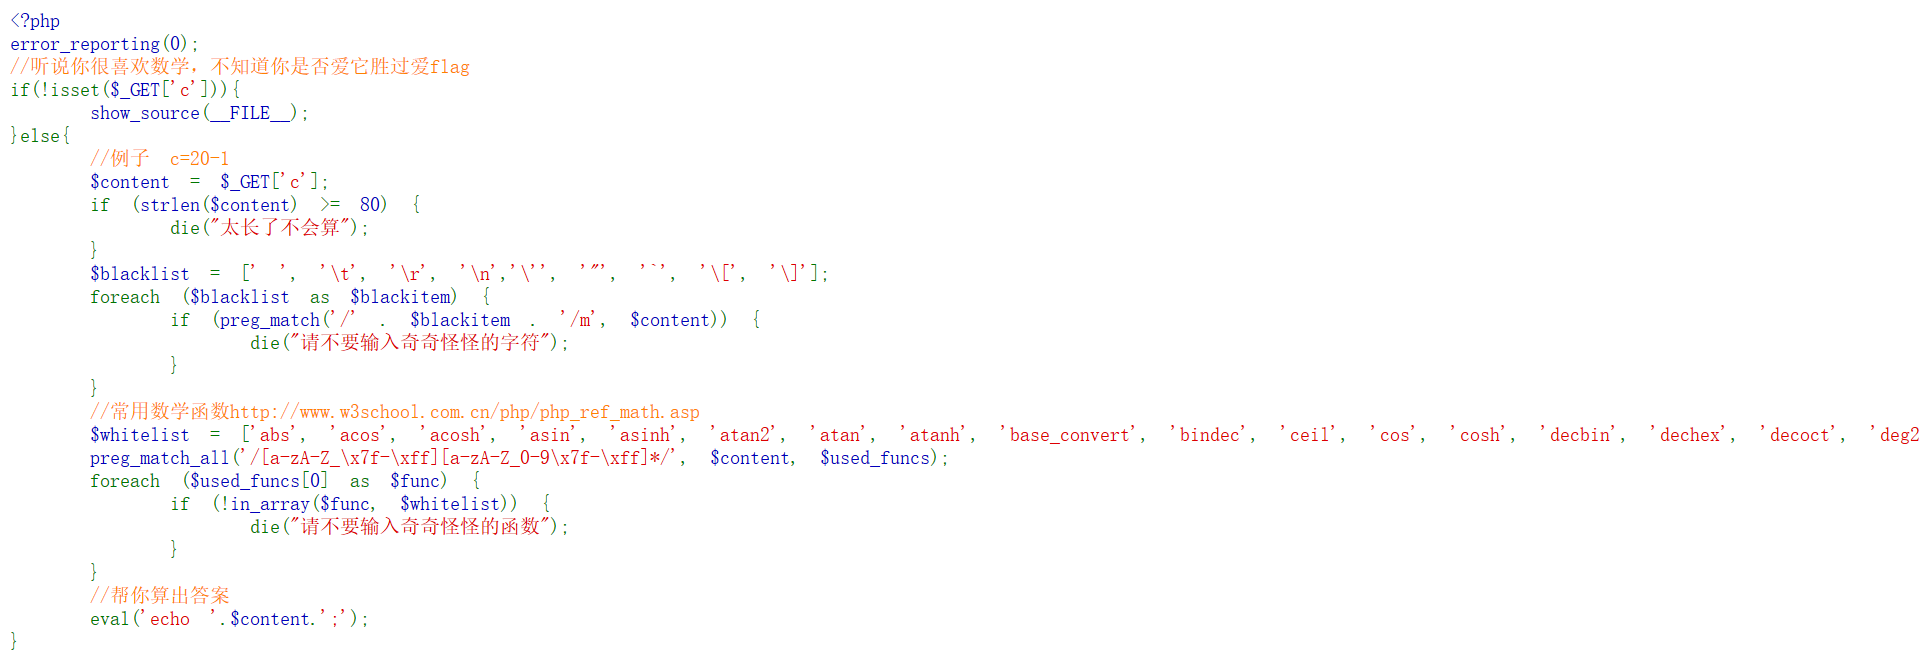 <?php
error_reporting(0);
//听说你很喜欢数学，不知道你是否爱它胜过爱flag
if(!isset($_GET['c'])){
        show_source(__FILE__);
}else{
        //例子  c=20-1
        $content  =  $_GET['c'];
        if  (strlen($content)  >=  80)  {
                die("太长了不会算");
        }
        $blacklist  =  ['  ',  '\t',  '\r',  '\n','\'',  '"',  '`',  '\[',  '\]'];
        foreach  ($blacklist  as  $blackitem)  {
                if  (preg_match('/'  .  $blackitem  .  '/m',  $content))  {
                        die("请不要输入奇奇怪怪的字符");
                }
        }
        //常用数学函数http://www.w3school.com.cn/php/php_ref_math.asp
        $whitelist  =  ['abs',  'acos',  'acosh',  'asin',  'asinh',  'atan2',  'atan',  'atanh',  'base_convert',  'bindec',  'ceil',  'cos',  'cosh',  'decbin',  'dechex',  'decoct',  'deg2
        preg_match_all('/[a-zA-Z_\x7f-\xff][a-zA-Z_0-9\x7f-\xff]*/',  $content,  $used_funcs);
        foreach  ($used_funcs[0]  as  $func)  {
                if  (!in_array($func,  $whitelist))  {
                        die("请不要输入奇奇怪怪的函数");
                }
        }
        //帮你算出答案
        eval('echo  '.$content.';');
}